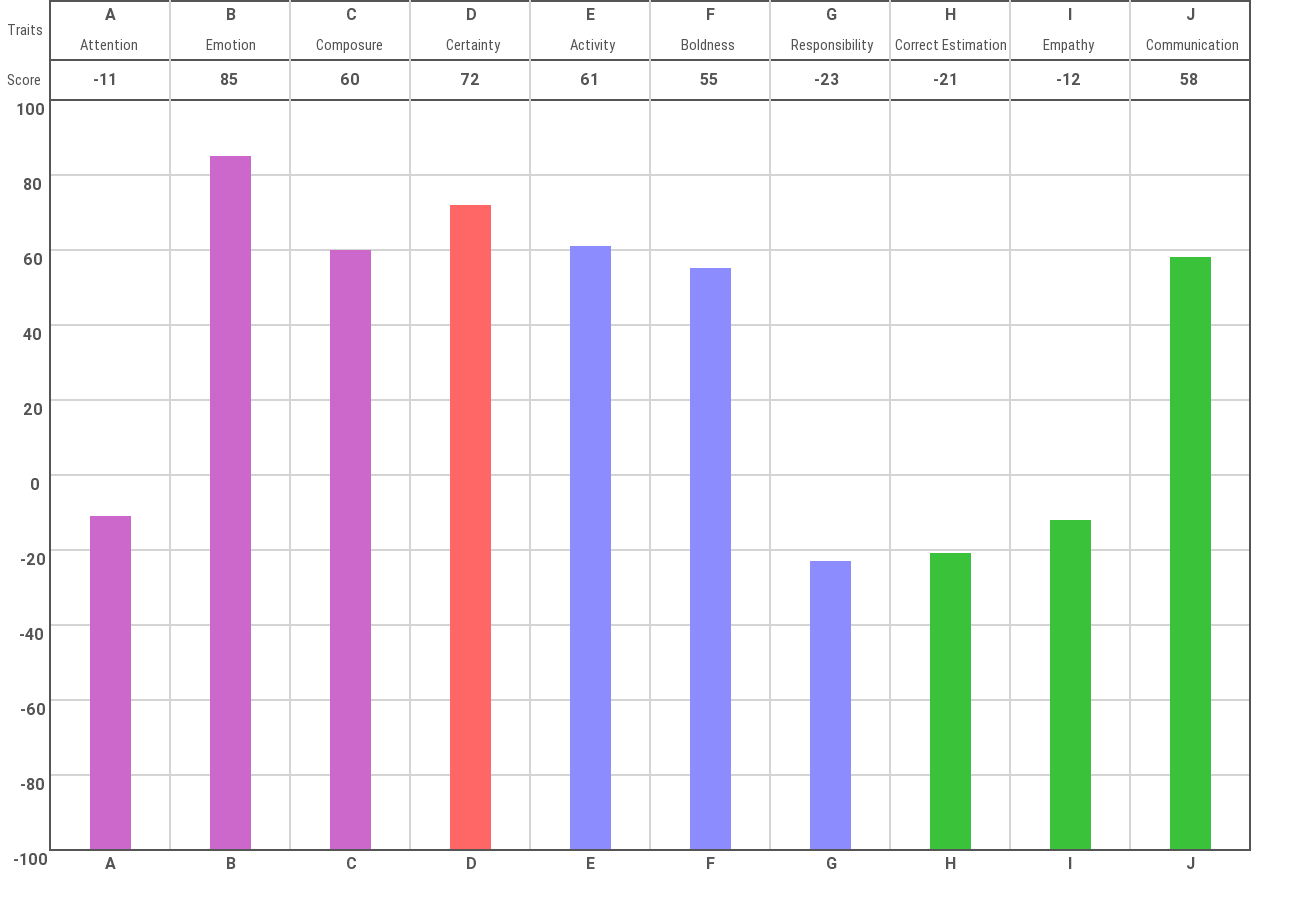 A B C D E F G H I J
Traits
Attention Emotion Composure Certainty Activity Boldness Responsibility Correct Estimation Empathy Communication
Score -11 85 60 72 61 55 -23 -21 -12 58
100
80
60
40
20
0
-20
-40
-60
-80
-100
A B C D E F G H I J